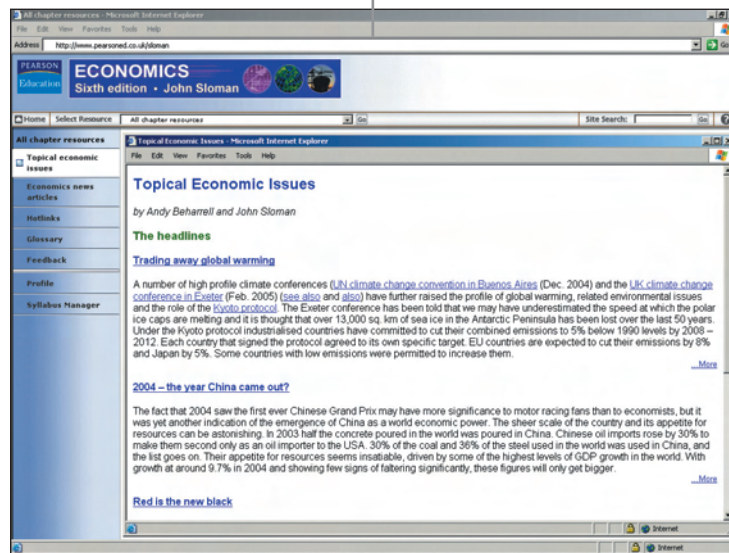 All chapter resources - Microsoft Internet Explorer
File Edit View Favorites Tools Help
Address http://www.pearsoned.co.uk/sloman Go
PEARSON
Education
ECONOMICS
Sixth edition • John Sloman
Home Select Resource All chapter resources Go Site Search: Go
All chapter resources
Topical economic
issues
Economics news
articles
Hotlinks
Glossary
Feedback
Profile
Syllabus Manager
Topical Economic Issues - Microsoft Internet Explorer
File Edit View Favorites Tools Help
Topical Economic Issues
by Andy Beharrell and John Sloman
The headlines
Trading away global warming
A number of high profile climate conferences (UN climate change convention in Buenos Aires (Dec. 2004) and the UK climate change
conference in Exeter (Feb. 2005) (see also and also) have further raised the profile of global warming, related environmental issues
and the role of the Kyoto protocol. The Exeter conference has been told that we may have underestimated the speed at which the polar
ice caps are melting and it is thought that over 13,000 sq. km of sea ice in the Antarctic Peninsula has been lost over the last 50 years.
Under the Kyoto protocol industrialised countries have committed to cut their combined emissions to 5% below 1990 levels by 2008 –
2012. Each country that signed the protocol agreed to its own specific target. EU countries are expected to cut their emissions by 8%
and Japan by 5%. Some countries with low emissions were permitted to increase them.
...More
2004 – the year China came out?
The fact that 2004 saw the first ever Chinese Grand Prix may have more significance to motor racing fans than to economists, but it
was yet another indication of the emergence of China as a world economic power. The sheer scale of the country and its appetite for
resources can be astonishing. In 2003 half the concrete poured in the world was poured in China. Chinese oil imports rose by 30% to
make them second only as an oil importer to the USA. 30% of the coal and 36% of the steel used in the world was used in China, and
the list goes on. Their appetite for resources seems insatiable, driven by some of the highest levels of GDP growth in the world. With
growth at around 9.7% in 2004 and showing few signs of faltering significantly, these figures will only get bigger.
...More
Red is the new black
Internet
Internet